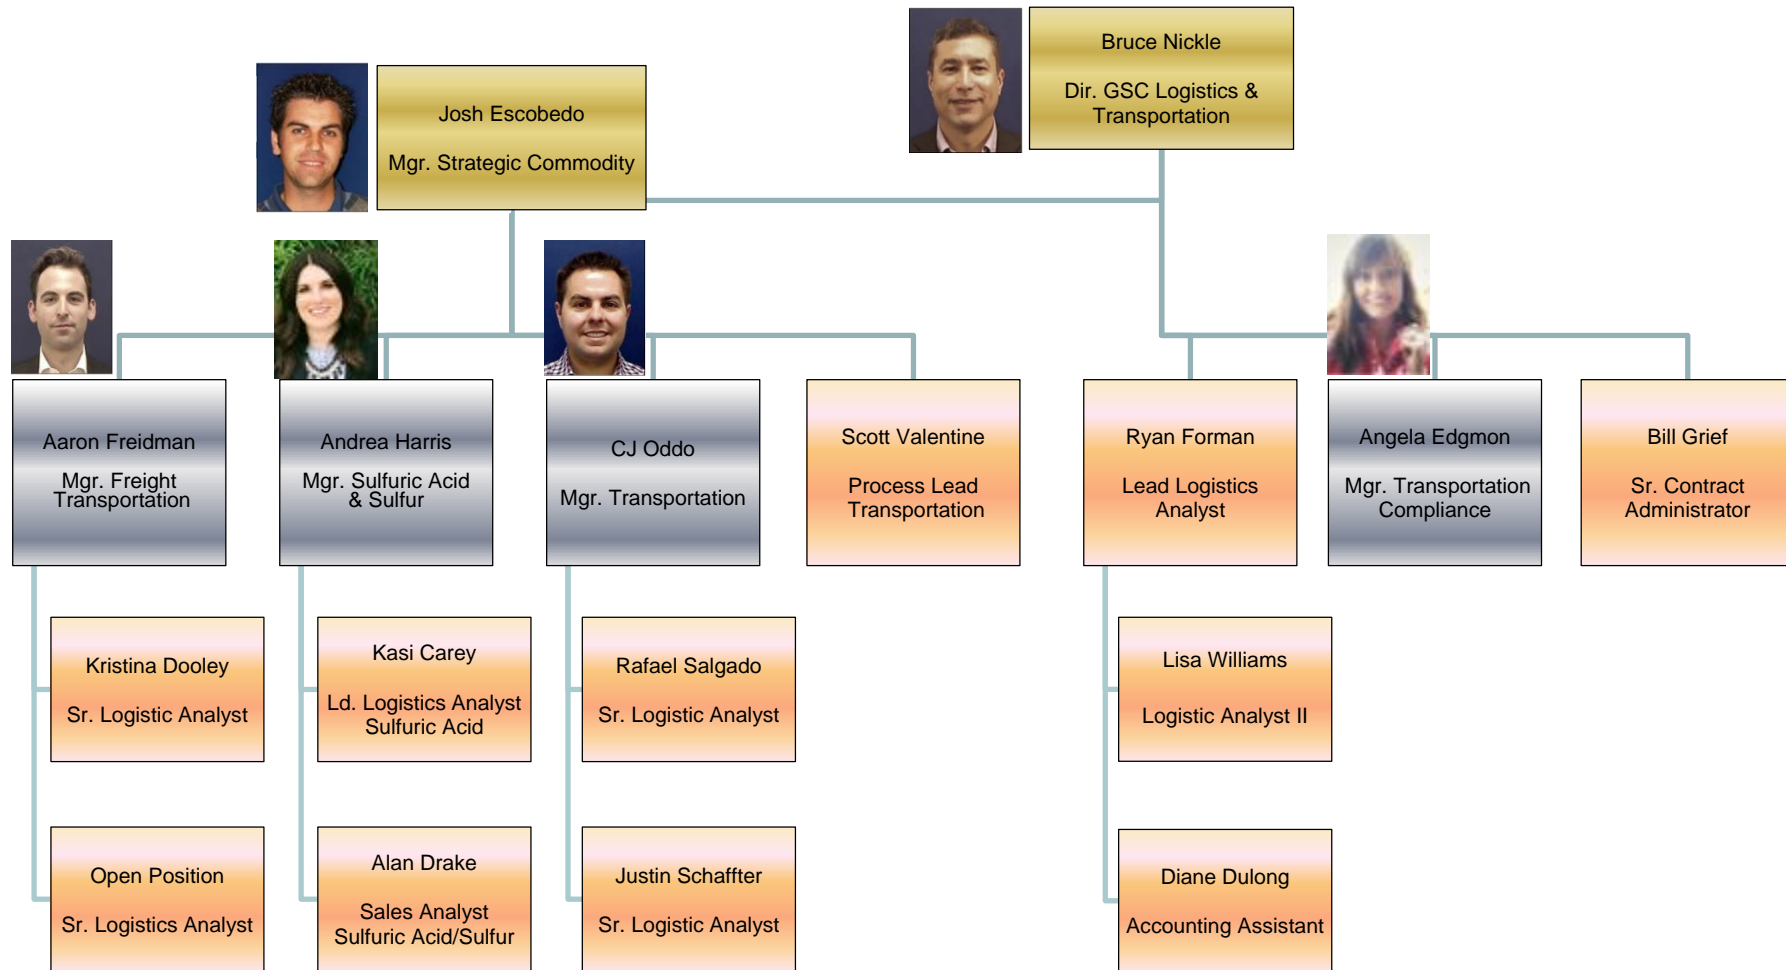 Bruce Nickle
Dir. GSC Logistics &
Transportation
Josh Escobedo
Mgr. Strategic Commodity
Aaron Freidman
Mgr. Freight
Transportation
Andrea Harris
Mgr. Sulfuric Acid
& Sulfur
CJ Oddo
Mgr. Transportation
Scott Valentine
Process Lead
Transportation
Ryan Forman
Lead Logistics
Analyst
Angela Edgmon
Mgr. Transportation
Compliance
Bill Grief
Sr. Contract
Administrator
Kristina Dooley
Sr. Logistic Analyst
Kasi Carey
Ld. Logistics Analyst
Sulfuric Acid
Rafael Salgado
Sr. Logistic Analyst
Lisa Williams
Logistic Analyst II
Open Position
Sr. Logistics Analyst
Alan Drake
Sales Analyst
Sulfuric Acid/Sulfur
Justin Schaffter
Sr. Logistic Analyst
Diane Dulong
Accounting Assistant